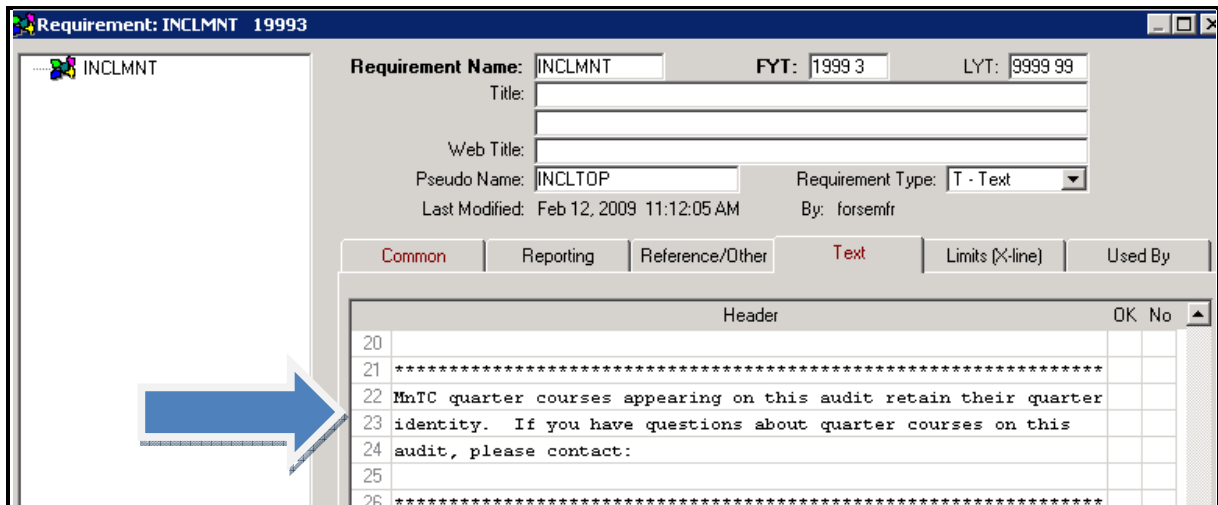 Requirement: INCLMNT 19993
INCLMNT
Requirement Name: INCLMNT FYT: 1999 3 LYT: 9999 99
Title:
Web Title:
Pseudo Name: INCLTOP Requirement Type: T - Text
Last Modified: Feb 12, 2009 11:12:05 AM By: forsemfr
Common Reporting Reference/Other Text Limits (X-line) Used By
Header OK No
20
21 *****************************************************************
22 MnTC quarter courses appearing on this audit retain their quarter
23 identity. If you have questions about quarter courses on this
24 audit, please contact:
25
26 *****************************************************************